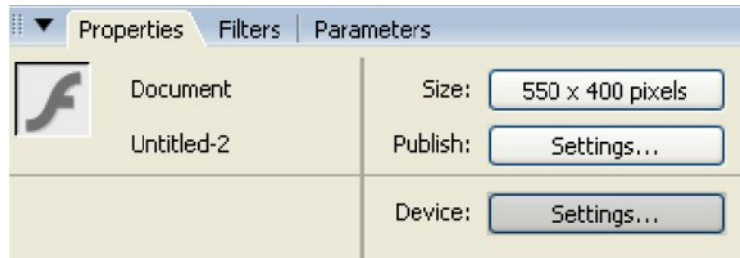 Properties Filters Parameters
Document Size: 550 x 400 pixels
Untitled-2 Publish: Settings...
Device: Settings...